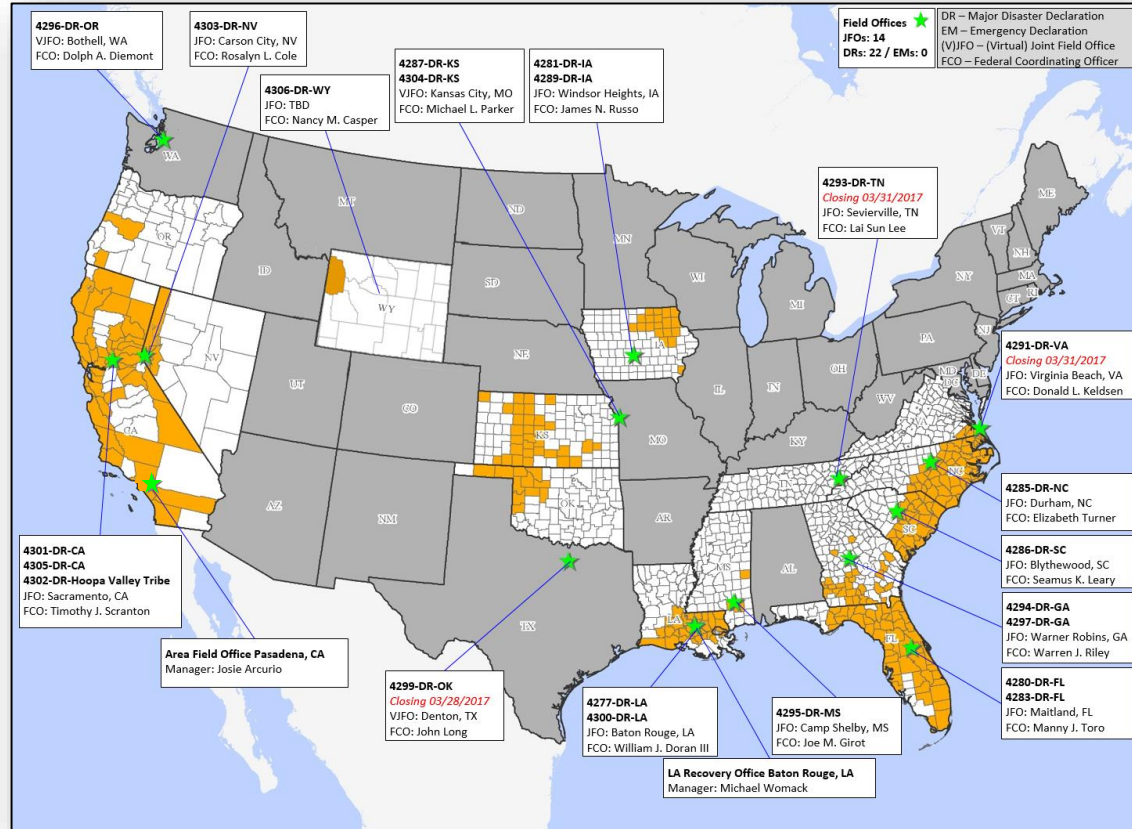 4296-DR-OR
VJFO: Bothell, WA
FCO: Dolph A. Diemont
4303-DR-NV
JFO: Carson City, NV
FCO: Rosalyn L. Cole
4306-DR-WY
JFO: TBD
FCO: Nancy M. Casper
4287-DR-KS
4304-DR-KS
VJFO: Kansas City, MO
FCO: Michael L. Parker
4281-DR-IA
4289-DR-IA
JFO: Windsor Heights, IA
FCO: James N. Russo
Field Offices
JFOs: 14
DRs: 22 / EMs: 0
DR – Major Disaster Declaration
EM – Emergency Declaration
(V)JFO – (Virtual) Joint Field Office
FCO – Federal Coordinating Officer
4293-DR-TN
Closing 03/31/2017
JFO: Sevierville, TN
FCO: Lai Sun Lee
4291-DR-VA
Closing 03/31/2017
JFO: Virginia Beach, VA
FCO: Donald L. Keldsen
4285-DR-NC
JFO: Durham, NC
FCO: Elizabeth Turner
4286-DR-SC
JFO: Blythewood, SC
FCO: Seamus K. Leary
4294-DR-GA
4297-DR-GA
JFO: Warner Robins, GA
FCO: Warren J. Riley
4280-DR-FL
4283-DR-FL
JFO: Maitland, FL
FCO: Manny J. Toro
4301-DR-CA
4305-DR-CA
4302-DR-Hoopa Valley Tribe
JFO: Sacramento, CA
FCO: Timothy J. Scranton
Area Field Office Pasadena, CA
Manager: Josie Arcurio
4299-DR-OK
Closing 03/28/2017
VJFO: Denton, TX
FCO: John Long
4277-DR-LA
4300-DR-LA
JFO: Baton Rouge, LA
FCO: William J. Doran III
4295-DR-MS
JFO: Camp Shelby, MS
FCO: Joe M. Girot
LA Recovery Office Baton Rouge, LA
Manager: Michael Womack
WA
MT
ND
MN
ME
VT
NH
OR
ID
SD
WI
MI
NY
MA
RI
CT
WY
IA
PA
NJ
NV
NE
OH
MD
DE
DC
UT
CO
IL
IN
WV
CA
KS
MO
KY
AZ
NM
OK
AR
TN
NC
SC
MS
AL
TX
LA
FL